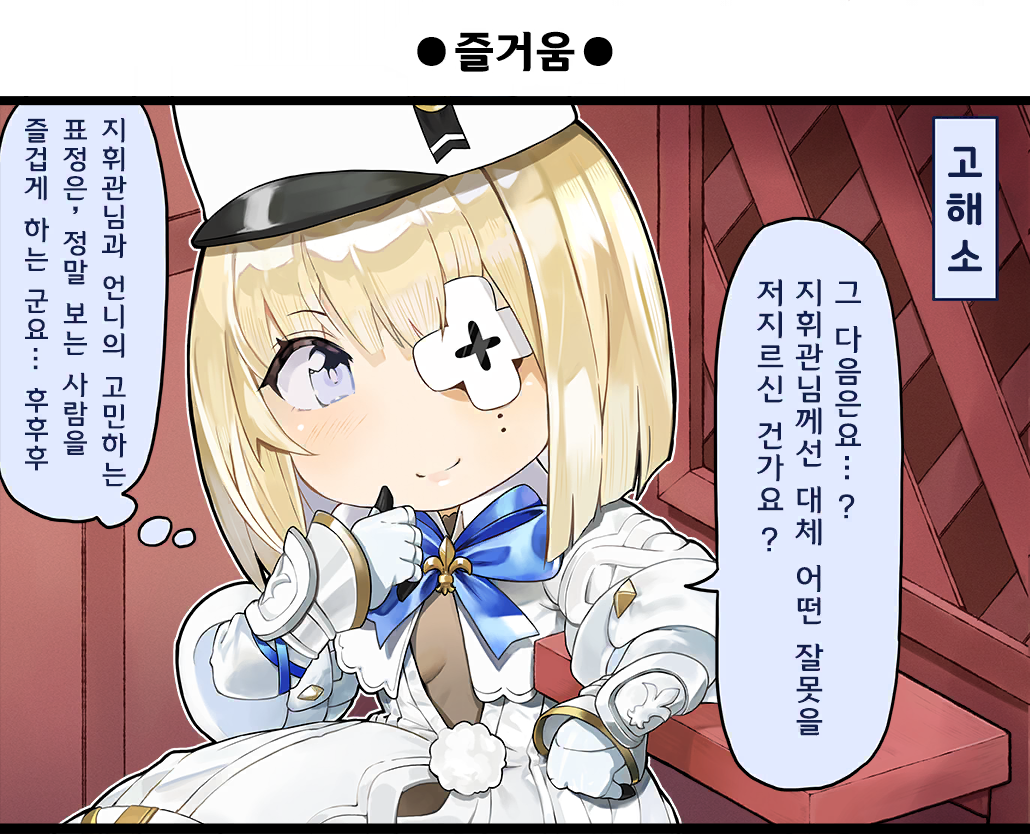 ●즐거움●
고해소
그 다음은요…?
지휘관님께선 대체 어떤 잘못을
저지르신 건가요?
지휘관님과 언니의 고민하는
표정은, 정말 보는 사람을
즐겁게 하는 군요… 후후후